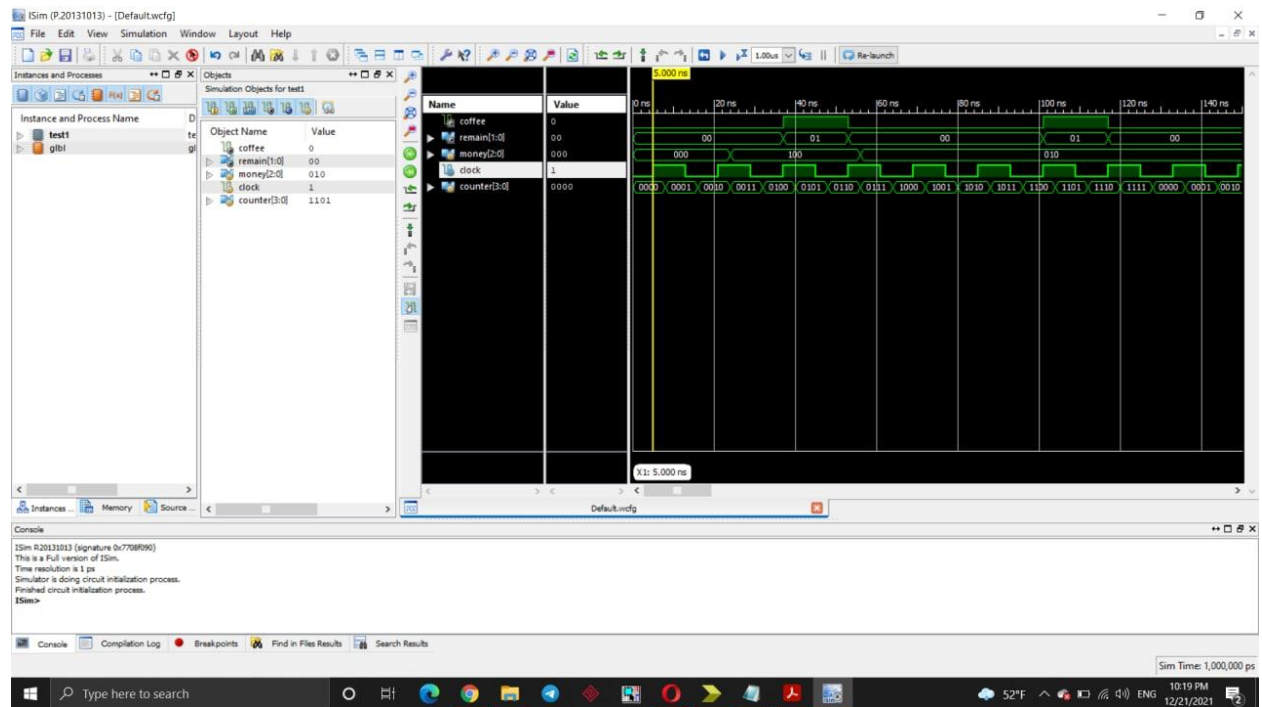 ISim (P.20131013) - [Default.wcfg]
File Edit View Simulation Window Layout Help
1.00us
Re-launch
Instances and Processes
Objects
Simulation Objects for test1
Instance and Process Name D
test1 te
glbl gl
Object Name Value
coffee 0
remain[1:0] 00
money[2:0] 010
clock 1
counter[3:0] 1101
5.000 ns
Name Value
0 ns 20 ns 40 ns 60 ns 80 ns 100 ns 120 ns 140 ns
coffee 0
remain[1:0] 00 00 01 00 01 00
money[2:0] 000 000 100 010
clock 1
counter[3:0] 0000 0000 0001 0010 0011 0100 0101 0110 0111 1000 1001 1010 1011 1100 1101 1110 1111 0000 0001 0010
X1: 5.000 ns
Instances ... Memory Source ...
Default.wcfg
Console
This is a Full version of ISim.
Time resolution is 1 ps
Simulator is doing circuit initialization process.
Finished circuit initialization process.
ISim>
Console Compilation Log Breakpoints Find in Files Results Search Results
Sim Time: 1,000,000 ps
Type here to search
52°F ENG 10:19 PM
12/21/2021
2